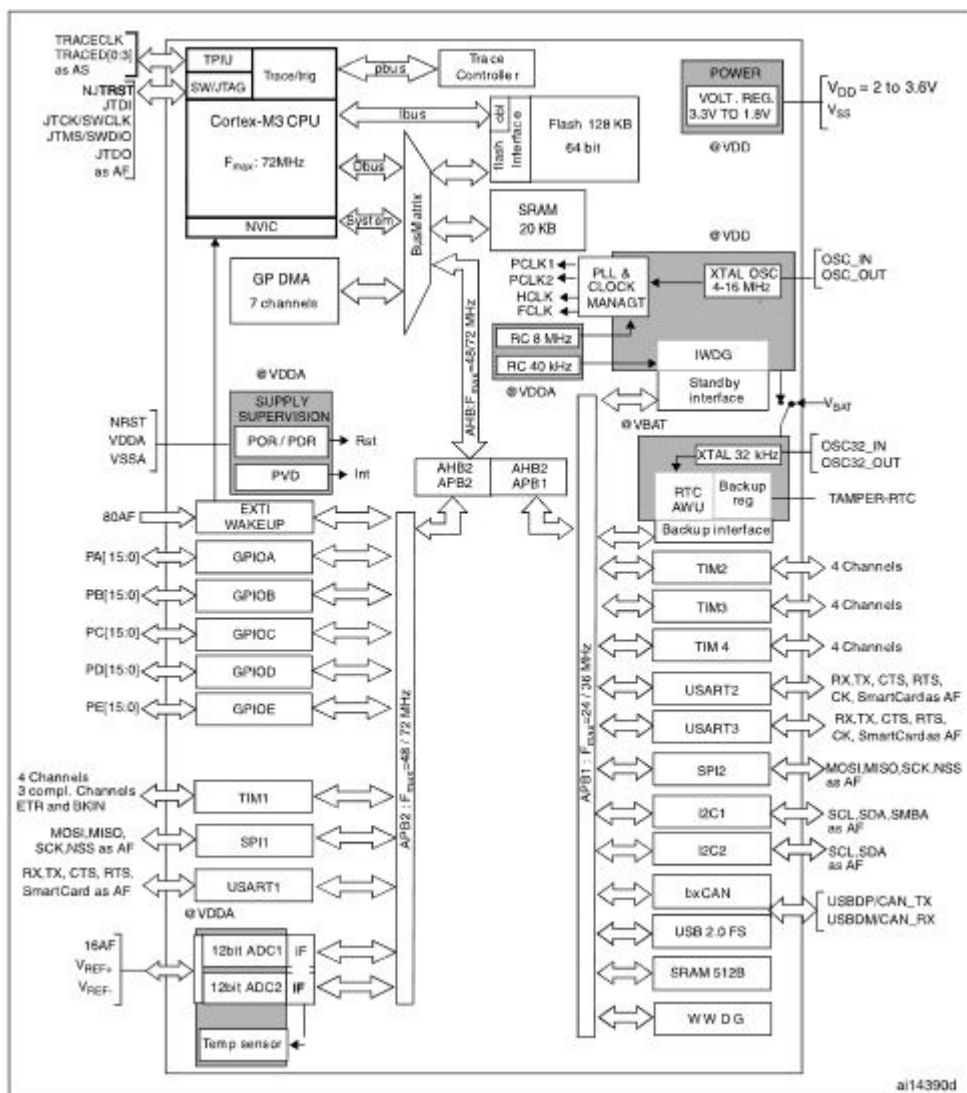 TRACECLK
TRACED[0:3]
as AS
NJTRST
JTDI
JTCK/SWCLK
JTMS/SWDIO
JTDO
as AF
TPIU
SW/JTAG
Trace/trig
Cortex-M3 CPU
Fmax: 72MHz
NVIC
pbus
Trace
Controller
Ibus
Dbus
System
BusMatrix
flash obl
Interface
Flash 128 KB
64 bit
SRAM
20 KB
POWER
VOLT. REG.
3.3V TO 1.8V
@VDD
VDD = 2 to 3.6V
VSS
GP DMA
7 channels
AHB:Fmax=48/72 MHz
PCLK1
PCLK2
HCLK
FCLK
PLL &
CLOCK
MANAGT
@VDD
XTAL OSC
4-16 MHz
OSC_IN
OSC_OUT
RC 8 MHz
RC 40 kHz
@VDDA
IWDG
Standby
interface
@VBAT
VBAT
XTAL 32 kHz
OSC32_IN
OSC32_OUT
RTC
AWU
Backup
reg
TAMPER-RTC
Backup interface
@VDDA
SUPPLY
SUPERVISION
NRST
VDDA
VSSA
POR / PDR
Rst
PVD
Int
AHB2
APB2
AHB2
APB1
80AF
EXTI
WAKEUP
PA[15:0]
GPIOA
PB[15:0]
GPIOB
PC[15:0]
GPIOC
PD[15:0]
GPIOD
PE[15:0]
GPIOE
APB2 : Fmax=48 / 72 MHz
4 Channels
3 compl. Channels
ETR and BKIN
TIM1
MOSI,MISO,
SCK,NSS as AF
SPI1
RX,TX, CTS, RTS,
SmartCard as AF
USART1
@VDDA
16AF
VREF+
VREF-
12bit ADC1 IF
12bit ADC2 IF
Temp sensor
APB1 : Fmax=24 / 36 MHz
TIM2
4 Channels
TIM3
4 Channels
TIM 4
4 Channels
USART2
RX,TX, CTS, RTS,
CK, SmartCard as AF
USART3
RX,TX, CTS, RTS,
CK, SmartCard as AF
SPI2
MOSI,MISO,SCK,NSS
as AF
I2C1
SCL,SDA,SMBA
as AF
I2C2
SCL,SDA
as AF
bxCAN
USBDP/CAN_TX
USBDM/CAN_RX
USB 2.0 FS
SRAM 512B
WWDG
ai14390d